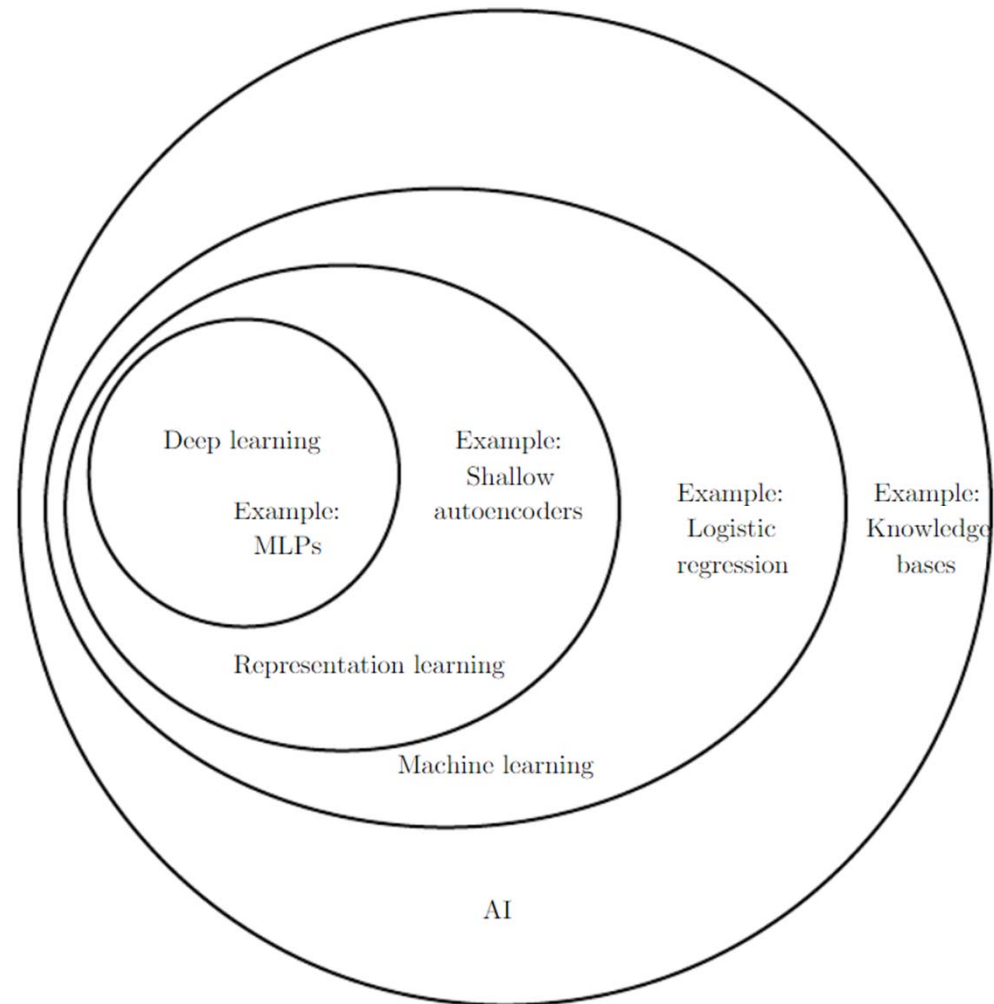 Deep learning
Example:
MLPs
Example:
Shallow
autoencoders
Example:
Logistic
regression
Example:
Knowledge
bases
Representation learning
Machine learning
AI